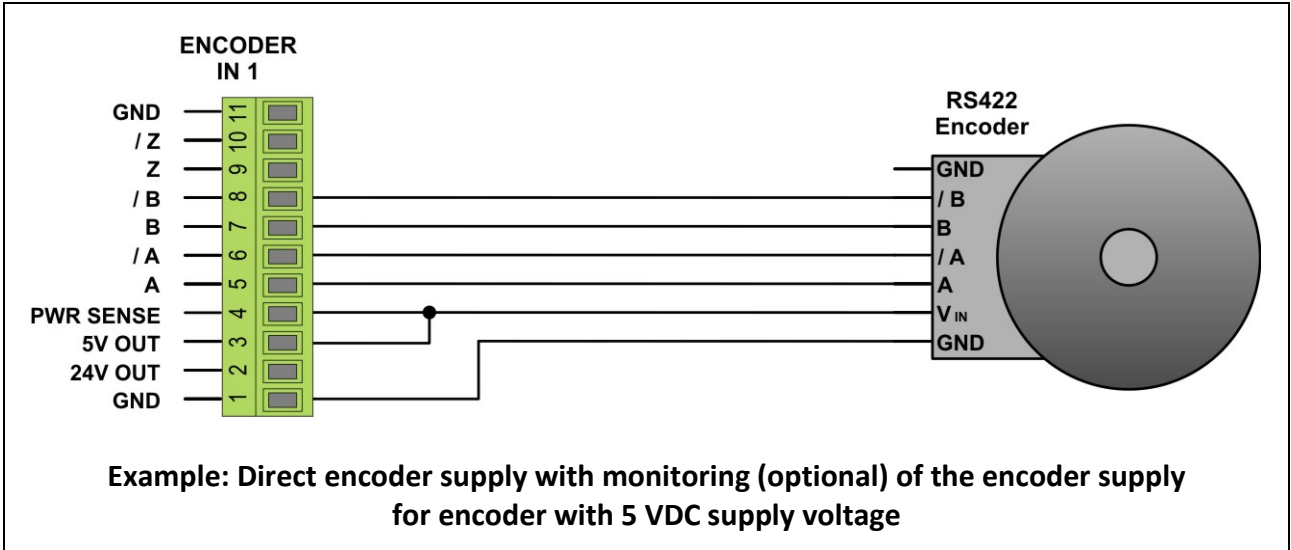 ENCODER
IN 1
GND 11
/ Z 10
Z 9
/ B 8
B 7
/ A 6
A 5
PWR SENSE 4
5V OUT 3
24V OUT 2
GND 1
RS422
Encoder
GND
/ B
B
/ A
A
V IN
GND
Example: Direct encoder supply with monitoring (optional) of the encoder supply
for encoder with 5 VDC supply voltage